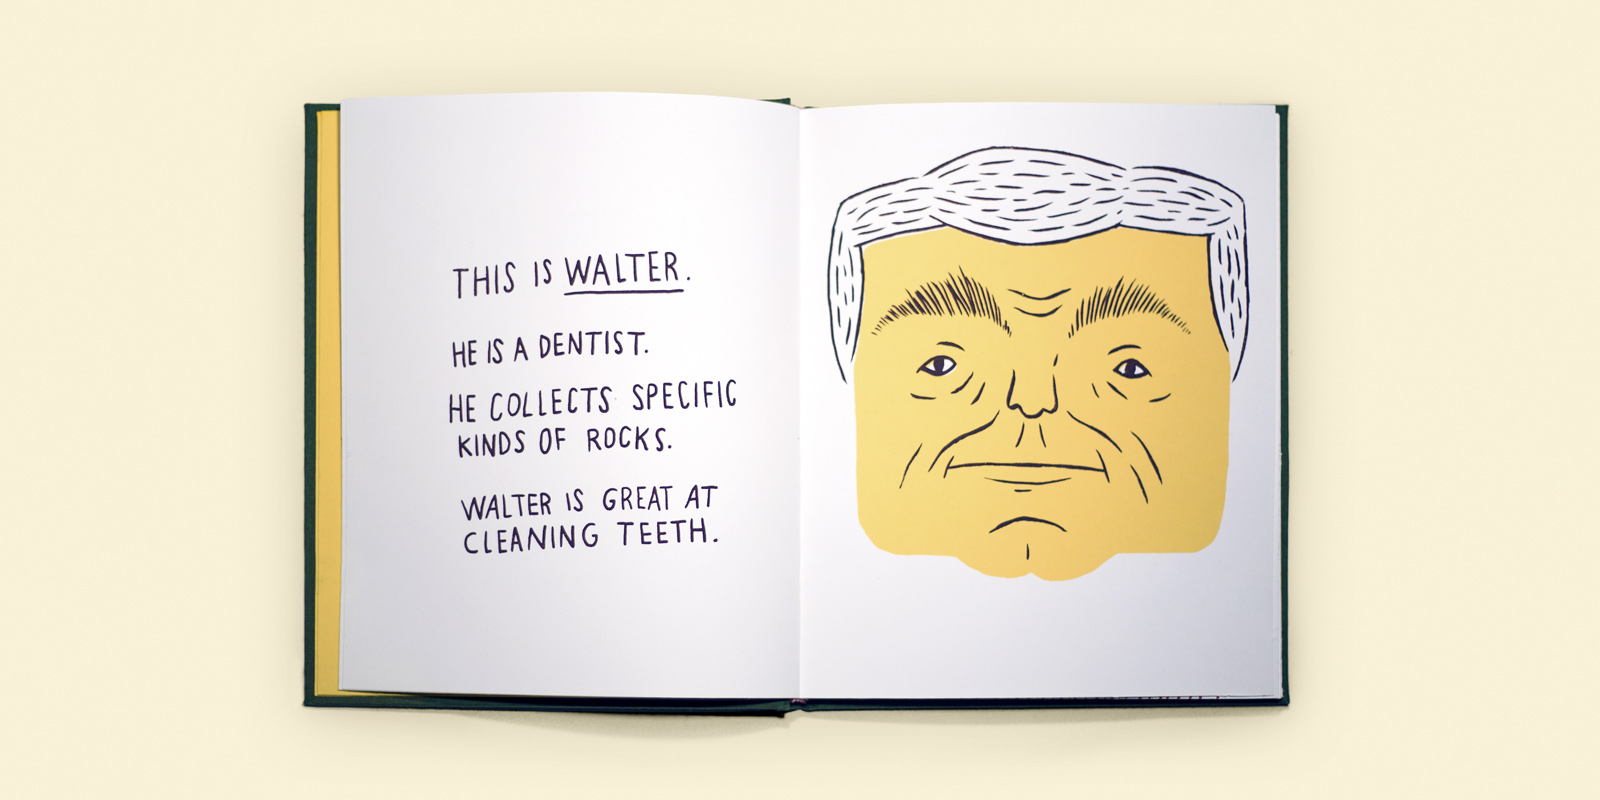 THIS IS WALTER.
HE IS A DENTIST.
HE COLLECTS SPECIFIC
KINDS OF ROCKS.
WALTER IS GREAT AT
CLEANING TEETH.